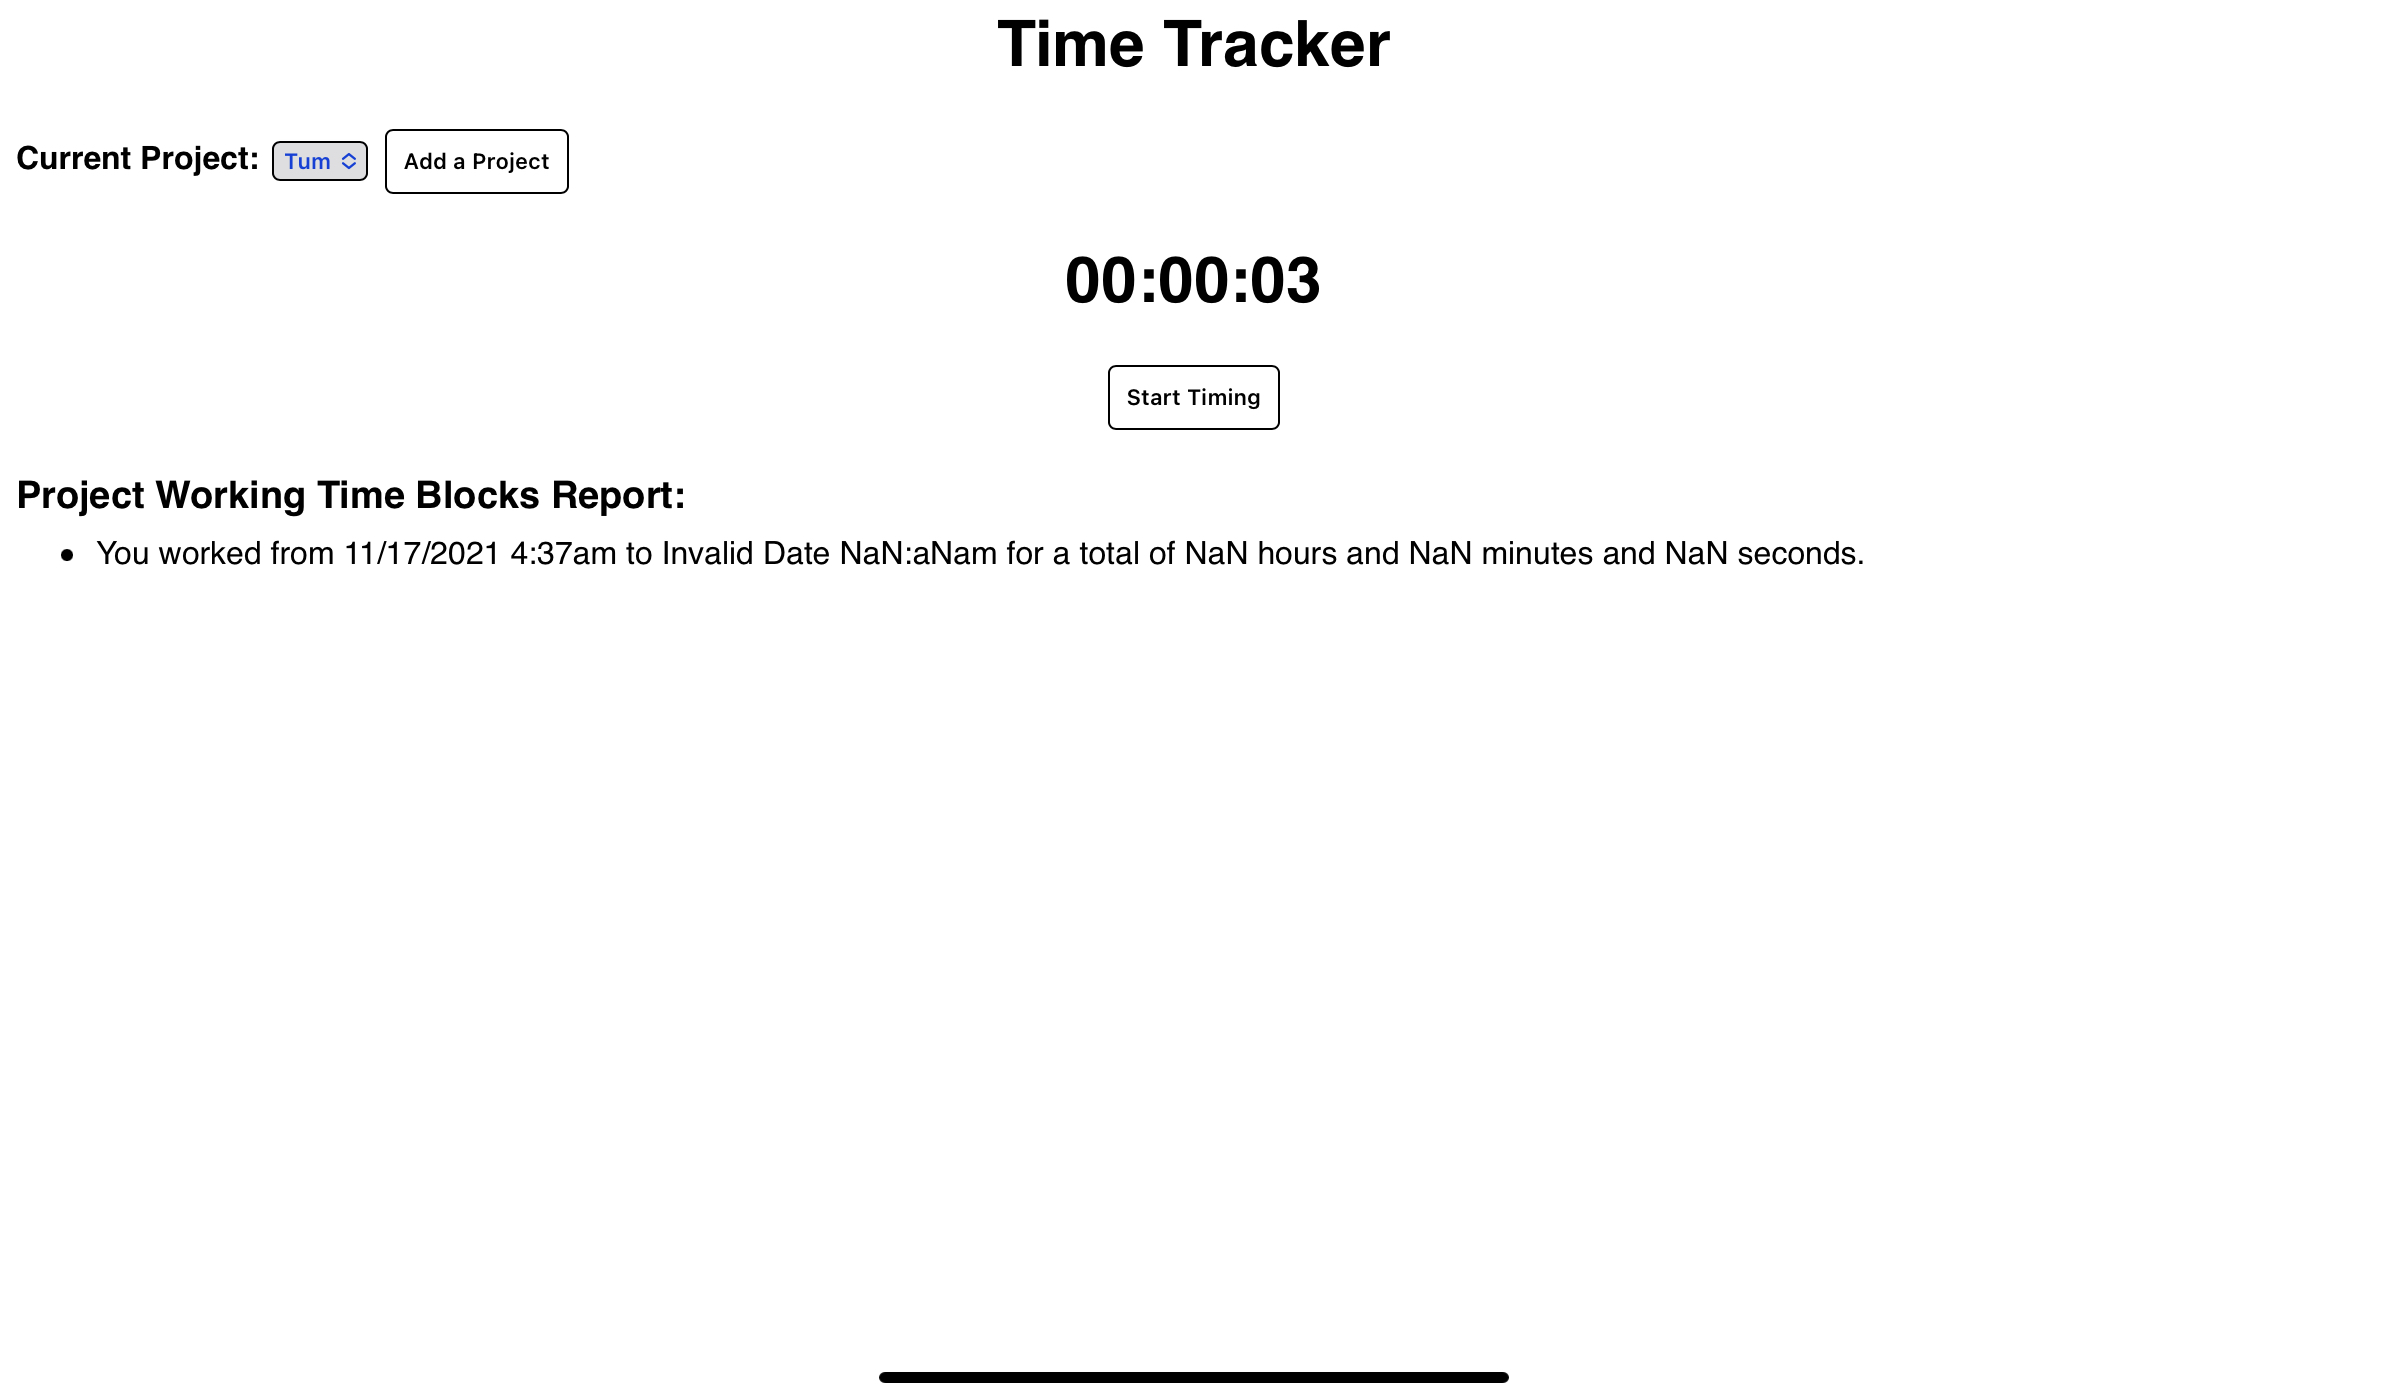 Time Tracker
Current Project: Tum Add a Project
00:00:03
Start Timing
Project Working Time Blocks Report:
• You worked from 11/17/2021 4:37am to Invalid Date NaN:aNam for a total of NaN hours and NaN minutes and NaN seconds.